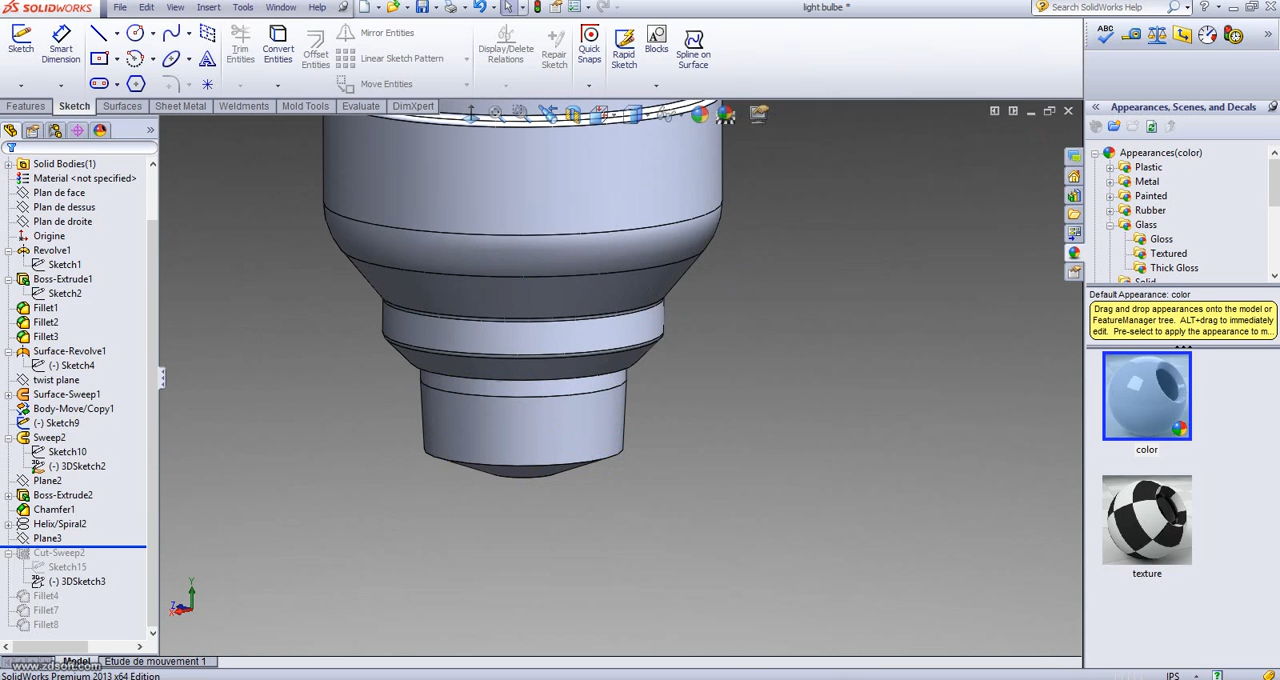 SOLIDWORKS File Edit View Insert Tools Window Help light bulbe * Search SolidWorks Help
Sketch Smart Dimension Trim Entities Convert Entities Offset Entities Mirror Entities Linear Sketch Pattern Move Entities Display/Delete Relations Repair Sketch Quick Snaps Rapid Sketch Blocks Spline on Surface
ABC
Features Sketch Surfaces Sheet Metal Weldments Mold Tools Evaluate DimXpert
Appearances, Scenes, and Decals
Solid Bodies(1)
Material <not specified>
Plan de face
Plan de dessus
Plan de droite
Origine
Revolve1
Sketch1
Boss-Extrude1
Sketch2
Fillet1
Fillet2
Fillet3
Surface-Revolve1
(-) Sketch4
twist plane
Surface-Sweep1
Body-Move/Copy1
(-) Sketch9
Sweep2
Sketch10
(-) 3DSketch2
Plane2
Boss-Extrude2
Chamfer1
Helix/Spiral2
Plane3
Cut-Sweep2
Sketch15
(-) 3DSketch3
Fillet4
Fillet7
Fillet8
Y
Z
X
Appearances(color)
Plastic
Metal
Painted
Rubber
Glass
Gloss
Textured
Thick Gloss
Default Appearance: color
Drag and drop appearances onto the model or
FeatureManager tree. ALT+drag to immediately
edit. Pre-select to apply the appearance to m...
color
texture
Model Etude de mouvement 1
www.zdsoft.com
SolidWorks Premium 2013 x64 Edition IPS